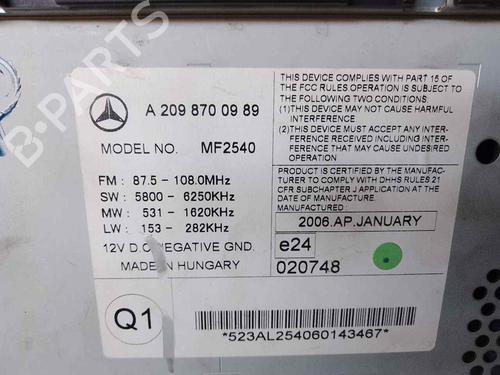 A 209 870 09 89
MODEL NO. MF2540
FM : 87.5 - 108.0MHz
SW : 5800 - 6250KHz
MW : 531 - 1620KHz
LW : 153 - 282KHz
12V D.C NEGATIVE GND.
MADE IN HUNGARY
THIS DEVICE COMPLIES WITH PART 15 OF
THE FCC RULES OPERATION IS SUBJECT TO
THE FOLLOWING TWO CONDITIONS:
(1)THIS DEVICE MAY NOT CAUSE HARMFUL
INTERFERENCE
(2)THIS DEVICE MUST ACCEPT ANY INTER-
FERENCE RECEIVED INCLUDING INTERFER-
ENCE THAT MAY CAUSE UNDESIRED
OPERATION
PRODUCT IS CERTIFIED BY THE MANUFAC-
TURER TO COMPLY WITH DHHS RULES 21
CFR SUBCHAPTER J APPLICATION AT THE
DATE OF MANUFACTURED.
MANUFACTURED :
2006.AP.JANUARY
e24
020748
Q1
*523AL254060143467*
B-PARTS